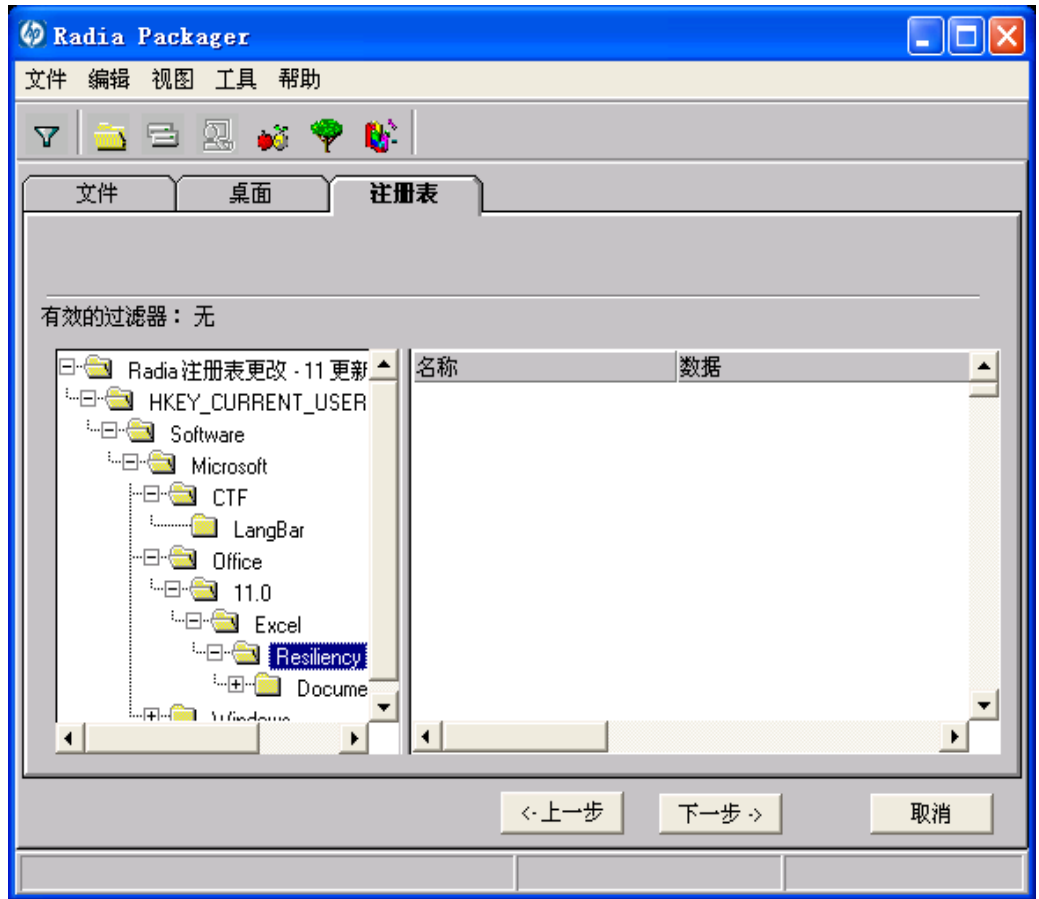 Radia Packager
文件 编辑 视图 工具 帮助
文件 桌面 注册表
有效的过滤器：无
Radia 注册表更改 - 11 更新
名称 数据
HKEY_CURRENT_USER
Software
Microsoft
CTF
LangBar
Office
11.0
Excel
Resiliency
Docume
Windows
<- 上一步 下一步 -> 取消